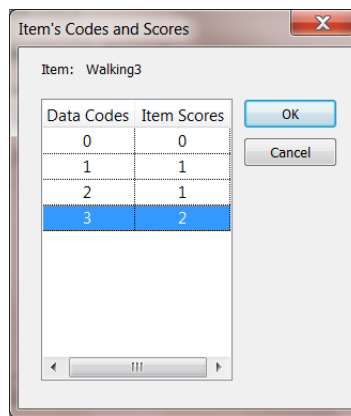 Item's Codes and Scores
Item: Walking3
Data Codes Item Scores
0 0
1 1
2 1
3 2
OK
Cancel